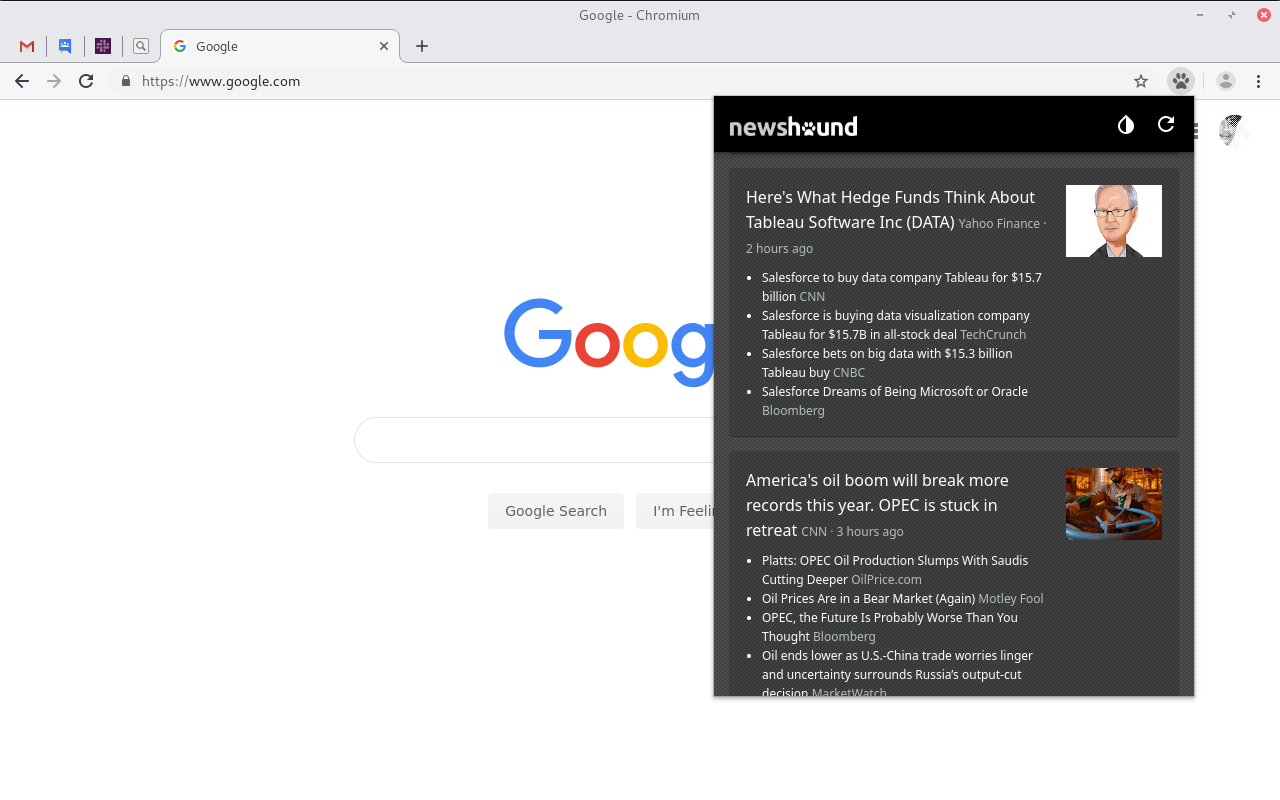 Google - Chromium
Google
https://www.google.com
newshound
Here's What Hedge Funds Think About
Tableau Software Inc (DATA) Yahoo Finance ·
2 hours ago
Salesforce to buy data company Tableau for $15.7
billion CNN
Salesforce is buying data visualization company
Tableau for $15.7B in all-stock deal TechCrunch
Salesforce bets on big data with $15.3 billion
Tableau buy CNBC
Salesforce Dreams of Being Microsoft or Oracle
Bloomberg
Goog
Google Search
I'm Feelin
America's oil boom will break more
records this year. OPEC is stuck in
retreat CNN · 3 hours ago
Platts: OPEC Oil Production Slumps With Saudis
Cutting Deeper OilPrice.com
Oil Prices Are in a Bear Market (Again) Motley Fool
OPEC, the Future Is Probably Worse Than You
Thought Bloomberg
Oil ends lower as U.S.-China trade worries linger
and uncertainty surrounds Russia’s output-cut
decision MarketWatch